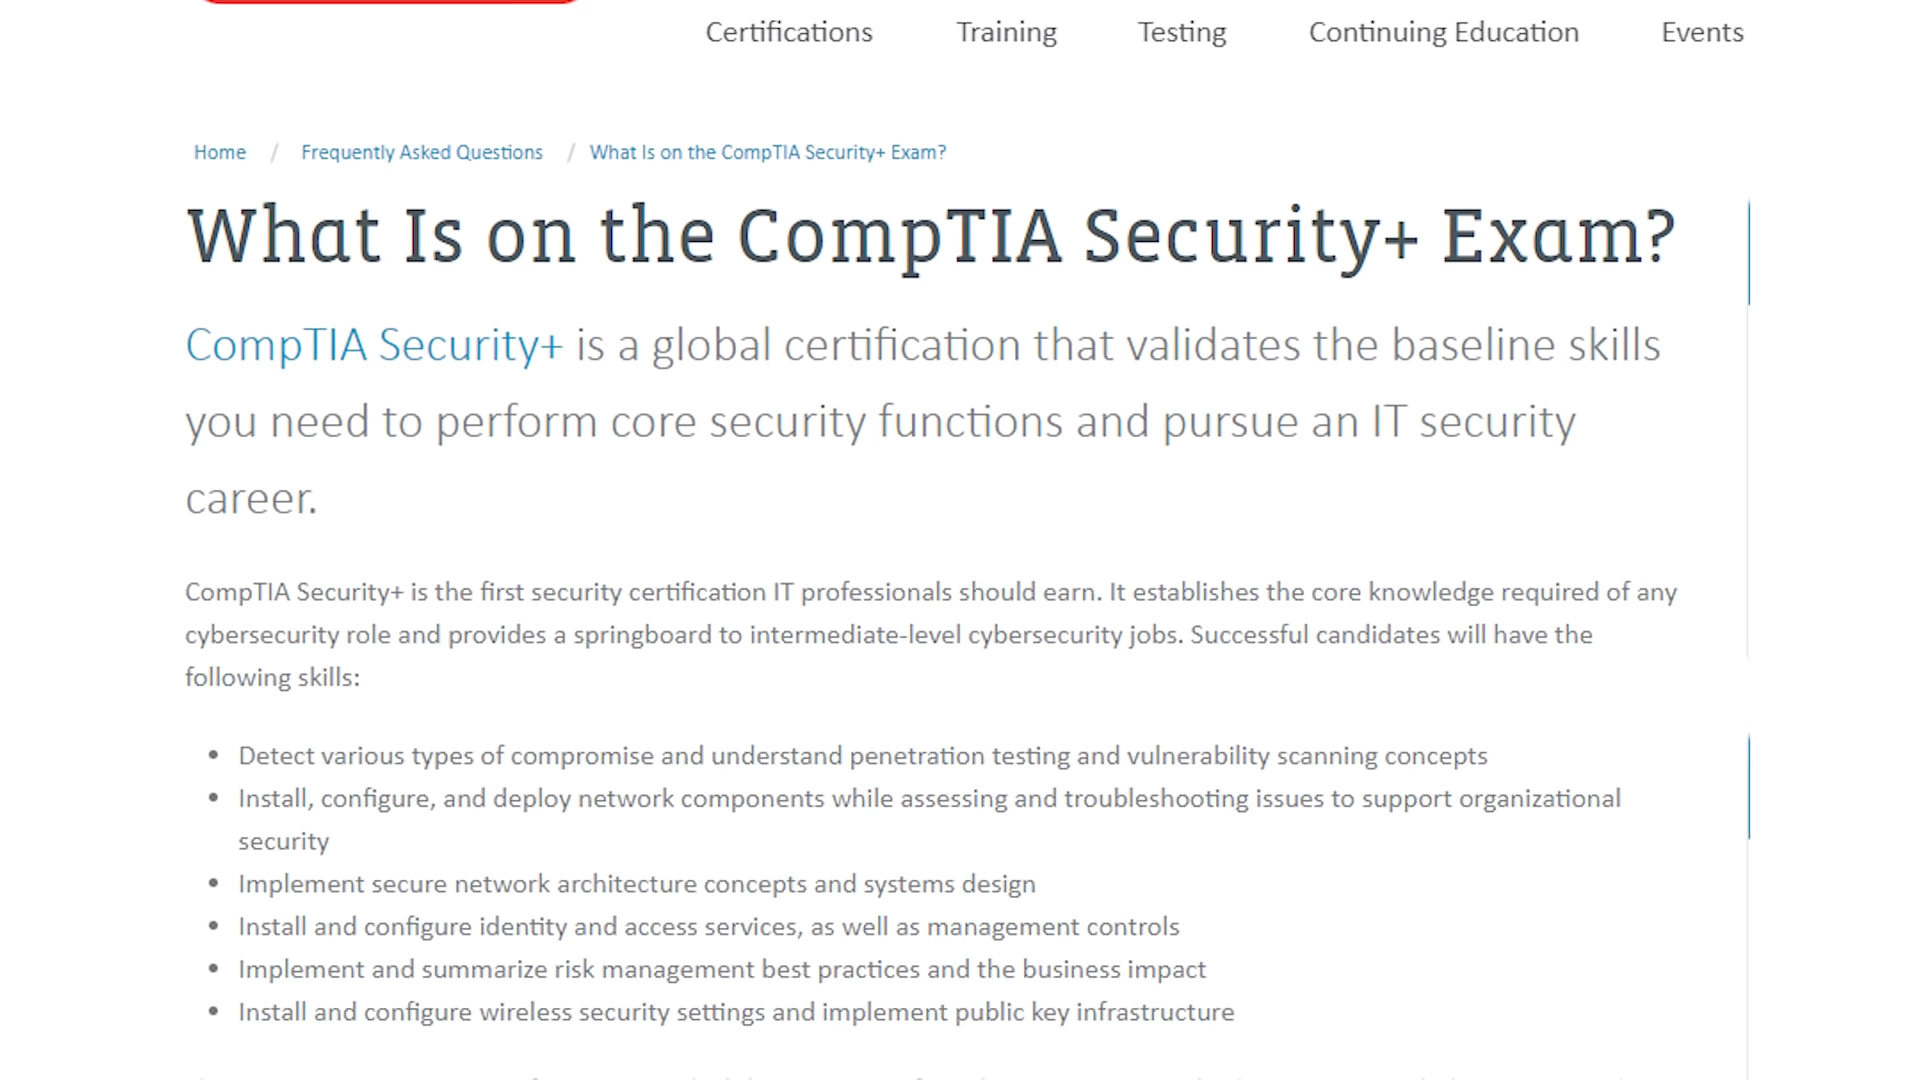 Certifications Training Testing Continuing Education Events
Home / Frequently Asked Questions / What Is on the CompTIA Security+ Exam?
What Is on the CompTIA Security+ Exam?
CompTIA Security+ is a global certification that validates the baseline skills
you need to perform core security functions and pursue an IT security
career.
CompTIA Security+ is the first security certification IT professionals should earn. It establishes the core knowledge required of any
cybersecurity role and provides a springboard to intermediate-level cybersecurity jobs. Successful candidates will have the
following skills:
• Detect various types of compromise and understand penetration testing and vulnerability scanning concepts
• Install, configure, and deploy network components while assessing and troubleshooting issues to support organizational
security
• Implement secure network architecture concepts and systems design
• Install and configure identity and access services, as well as management controls
• Implement and summarize risk management best practices and the business impact
• Install and configure wireless security settings and implement public key infrastructure